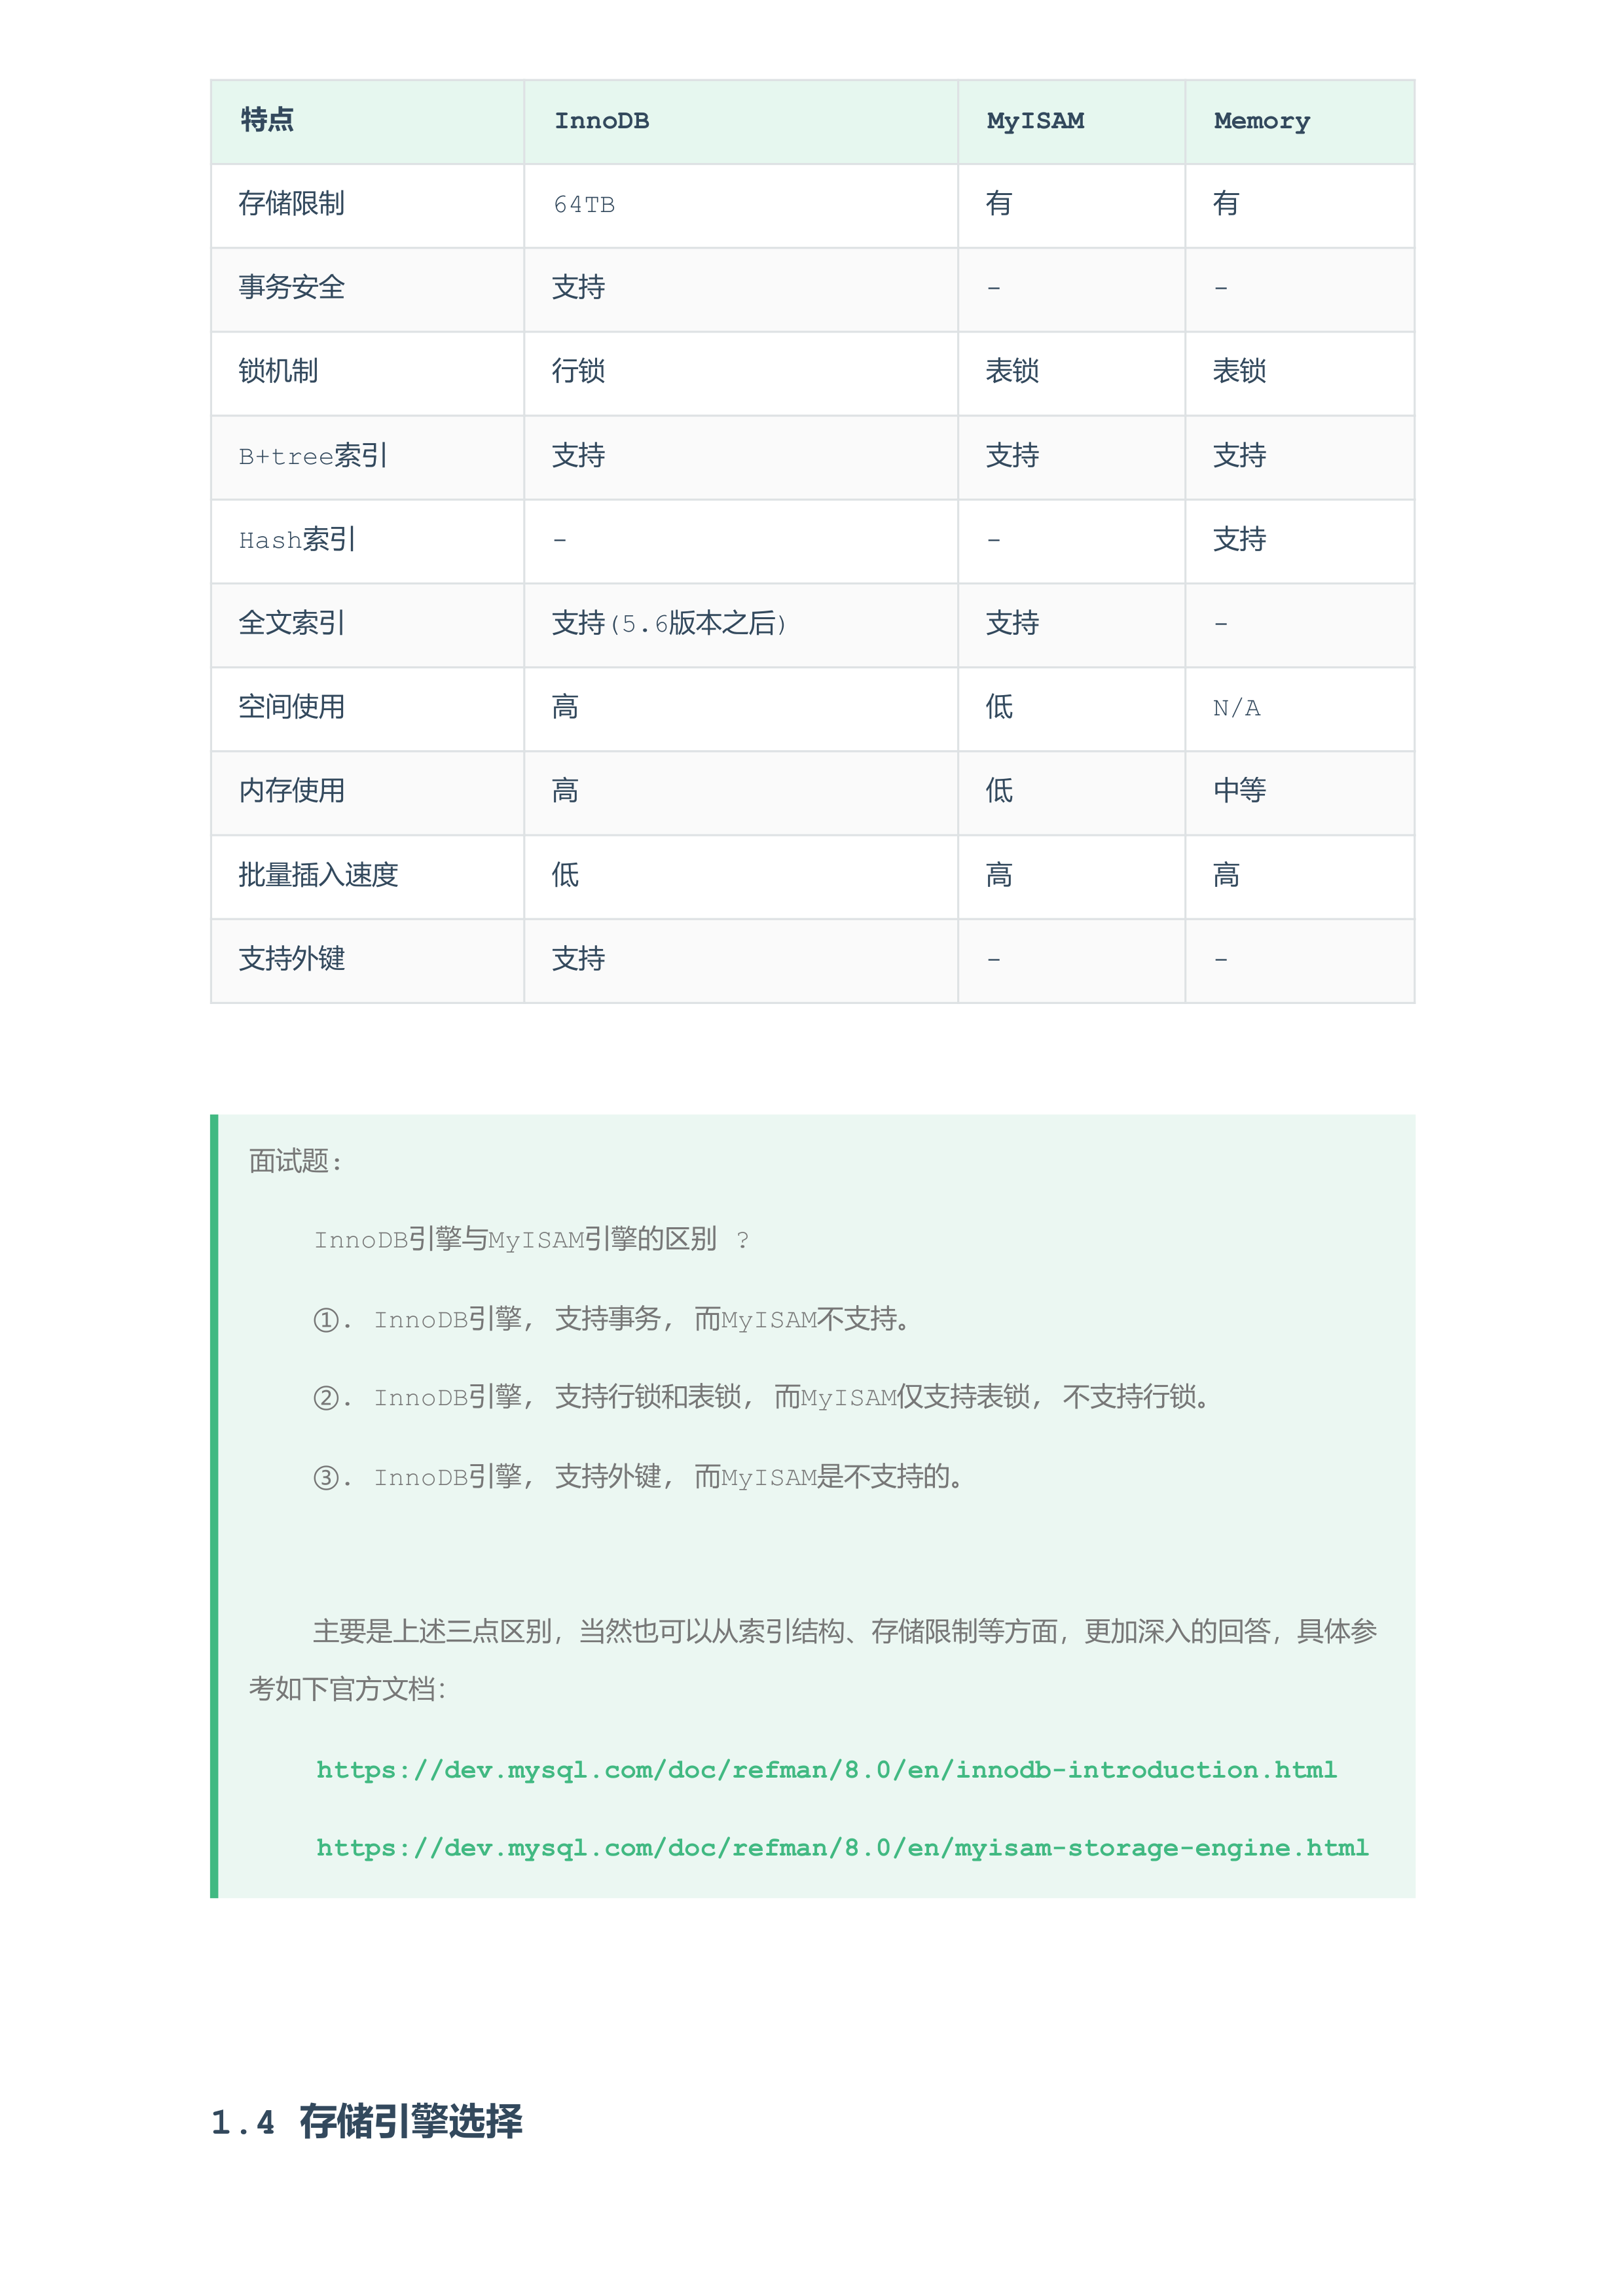 特点 InnoDB MyISAM Memory
存储限制 64TB 有 有
事务安全 支持 - -
锁机制 行锁 表锁 表锁
B+tree索引 支持 支持 支持
Hash索引 - - 支持
全文索引 支持(5.6版本之后) 支持 -
空间使用 高 低 N/A
内存使用 高 低 中等
批量插入速度 低 高 高
支持外键 支持 - -
面试题:
InnoDB引擎与MyISAM引擎的区别 ?
①. InnoDB引擎, 支持事务, 而MyISAM不支持。
②. InnoDB引擎, 支持行锁和表锁, 而MyISAM仅支持表锁, 不支持行锁。
③. InnoDB引擎, 支持外键, 而MyISAM是不支持的。
主要是上述三点区别，当然也可以从索引结构、存储限制等方面，更加深入的回答，具体参
考如下官方文档：
https://dev.mysql.com/doc/refman/8.0/en/innodb-introduction.html
https://dev.mysql.com/doc/refman/8.0/en/myisam-storage-engine.html
1.4 存储引擎选择